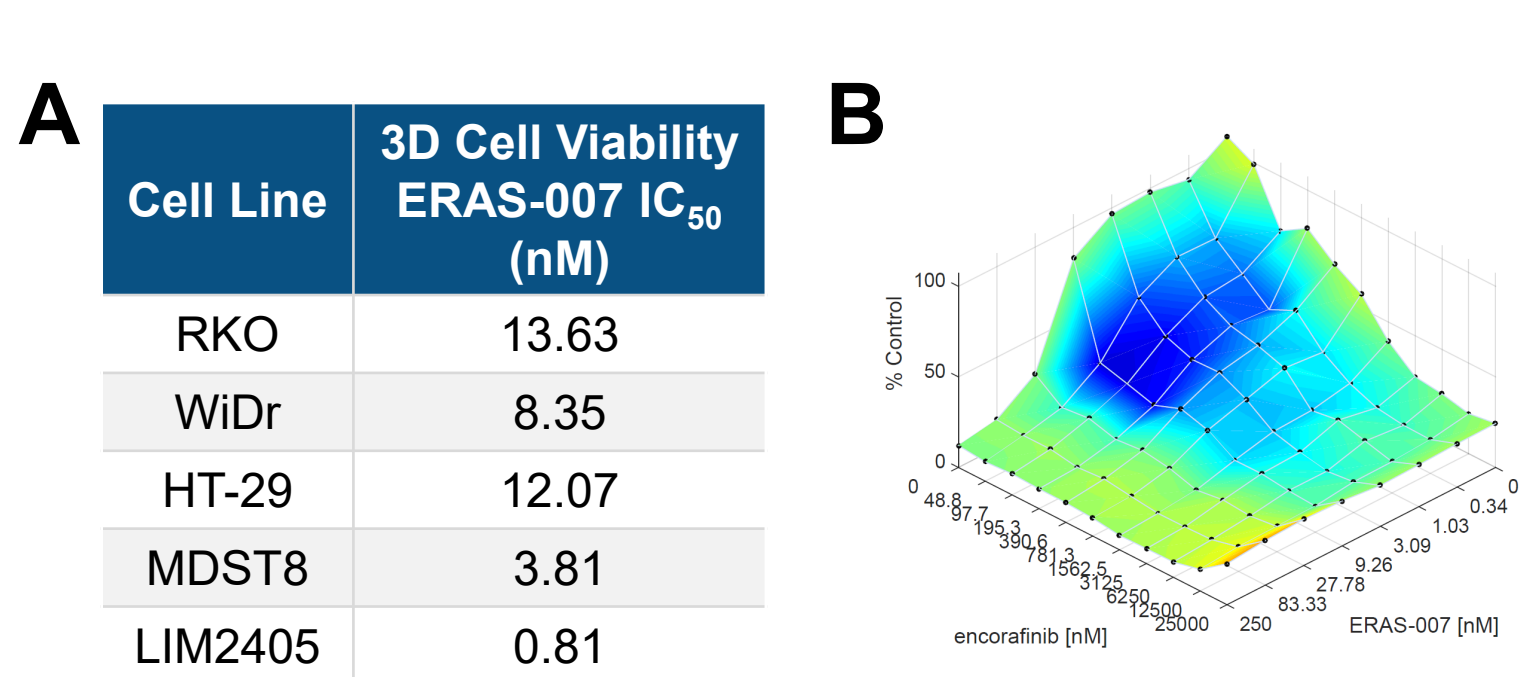 A
Cell Line
3D Cell Viability
ERAS-007 IC50
(nM)
RKO
13.63
WiDr
8.35
HT-29
12.07
MDST8
3.81
LIM2405
0.81
B
% Control
100
50
0
0
48.8
97.7
195.3
390.6
781.3
1562.5
3125
6250
12500
25000
encorafinib [nM]
0
0.34
1.03
3.09
9.26
27.78
83.33
250
ERAS-007 [nM]